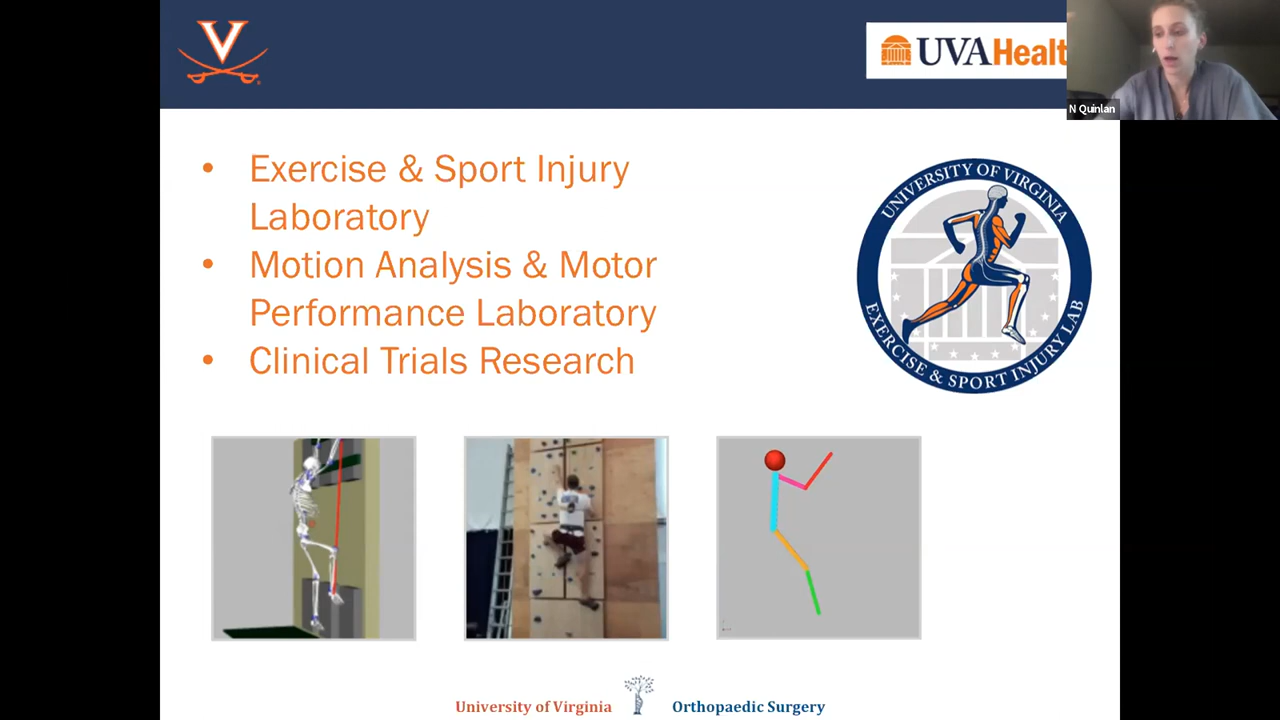 V
UVAHealt
N Quinlan
• Exercise & Sport Injury
Laboratory
• Motion Analysis & Motor
Performance Laboratory
• Clinical Trials Research
UNIVERSITY OF VIRGINIA
EXERCISE & SPORT INJURY LAB
University of Virginia
Orthopaedic Surgery